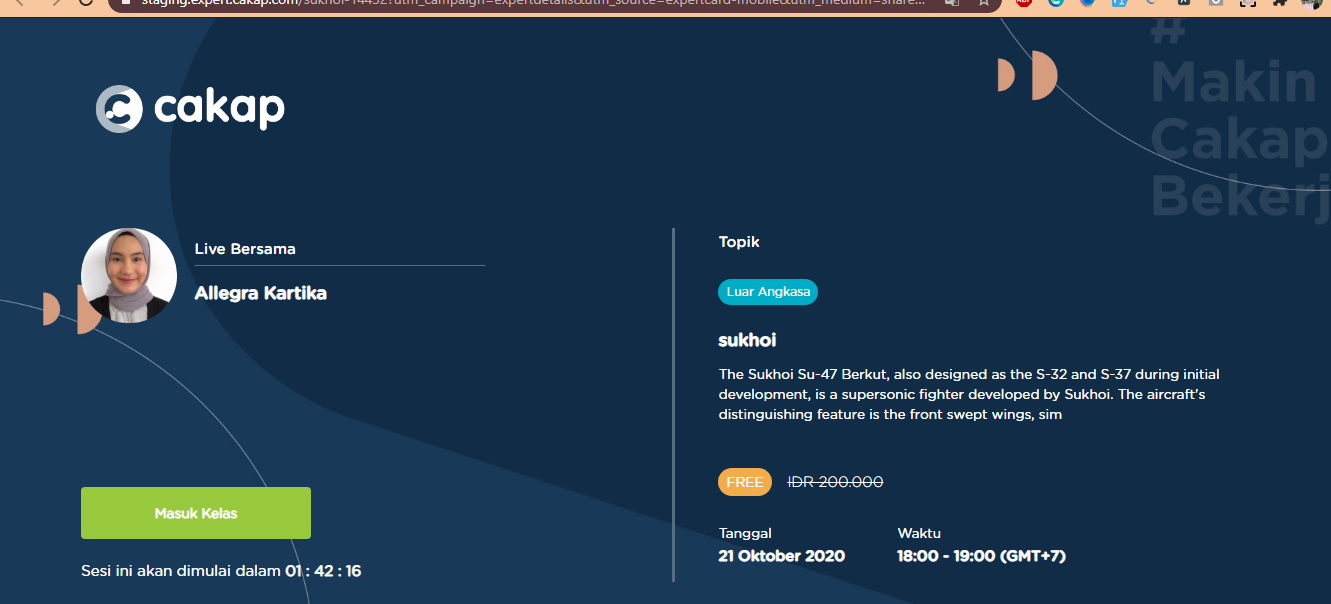 staging.expert.cakap.com/sukhoi-14432?utm_campaign=expertdetails&utm_source=expertcard-mobile&utm_medium=share...
#
Makin
Cakap
Bekerj
cakap
Live Bersama
Allegra Kartika
Masuk Kelas
Sesi ini akan dimulai dalam 01 : 42 : 16
Topik
Luar Angkasa
sukhoi
The Sukhoi Su-47 Berkut, also designed as the S-32 and S-37 during initial
development, is a supersonic fighter developed by Sukhoi. The aircraft's
distinguishing feature is the front swept wings, sim
FREE IDR 200.000
Tanggal Waktu
21 Oktober 2020 18:00 - 19:00 (GMT+7)